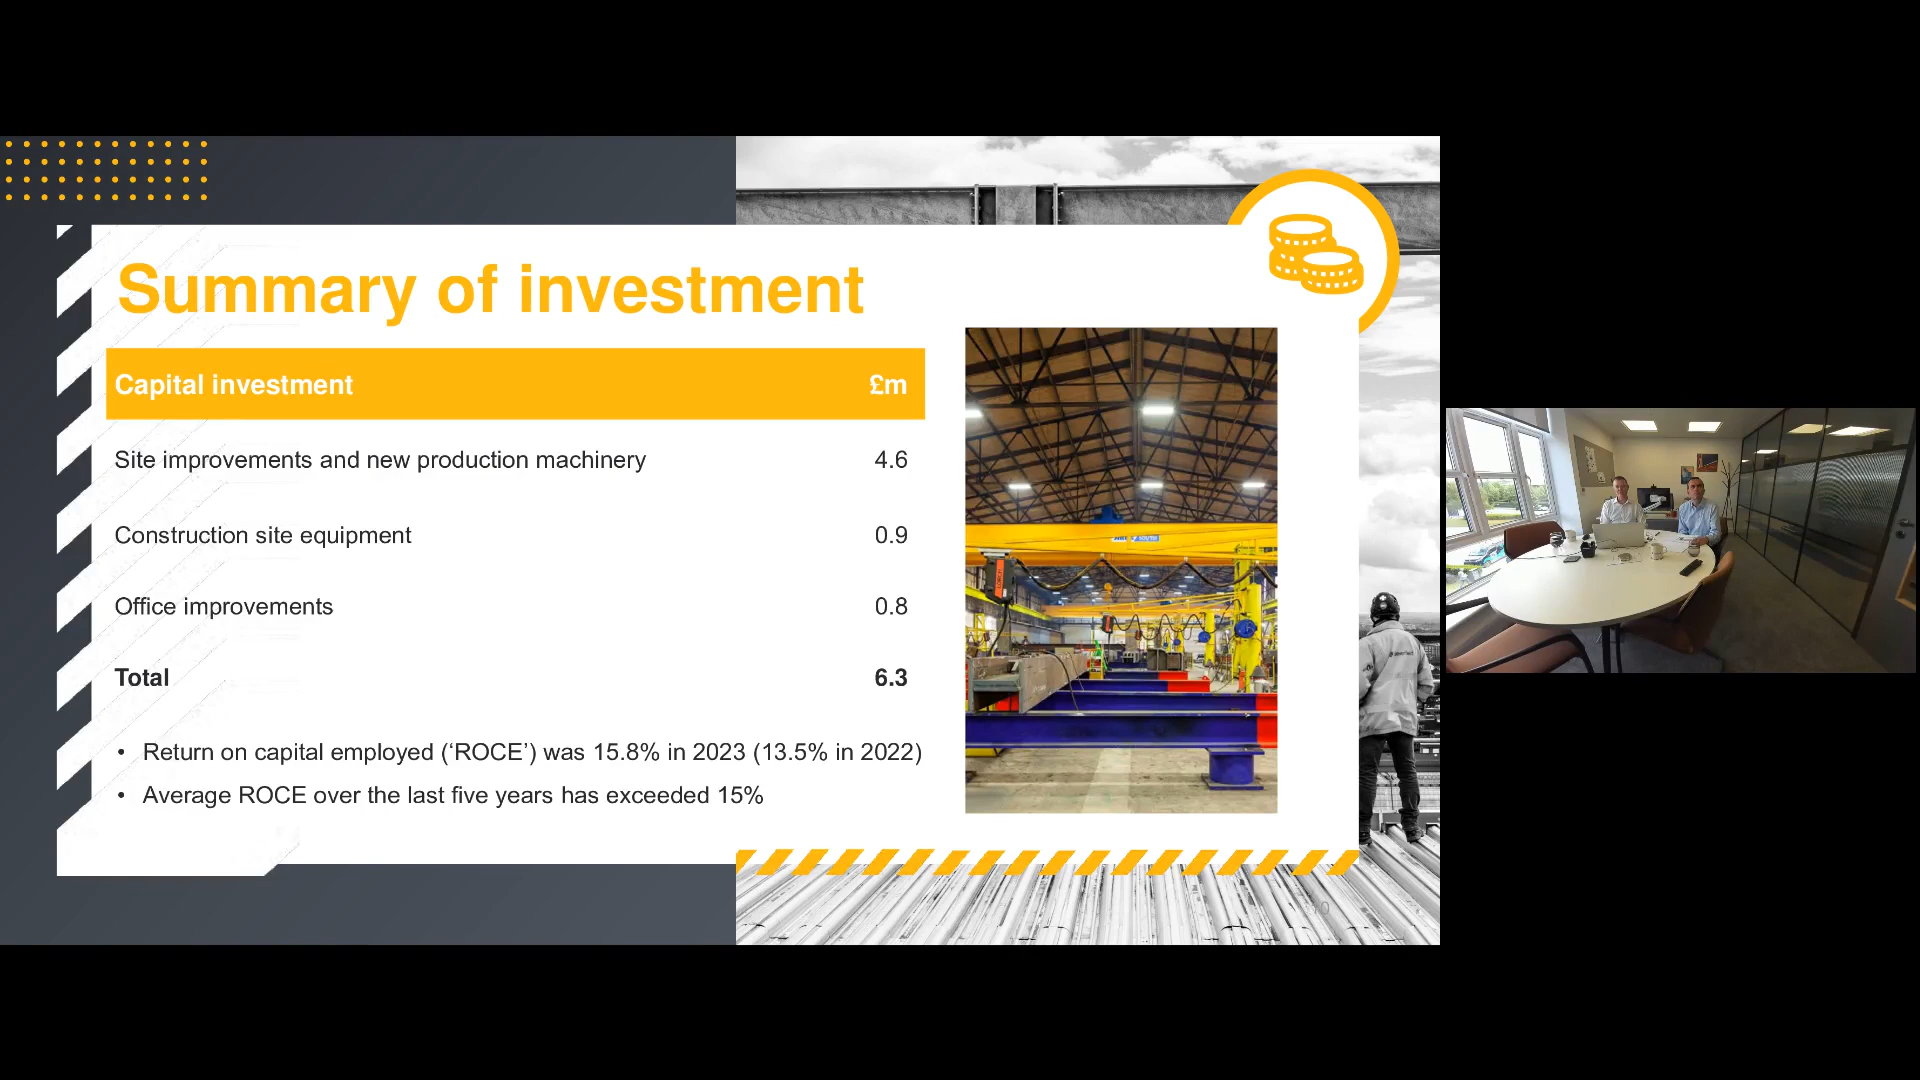 Summary of investment
Capital investment £m
Site improvements and new production machinery 4.6
Construction site equipment 0.9
Office improvements 0.8
Total 6.3
• Return on capital employed (‘ROCE’) was 15.8% in 2023 (13.5% in 2022)
• Average ROCE over the last five years has exceeded 15%